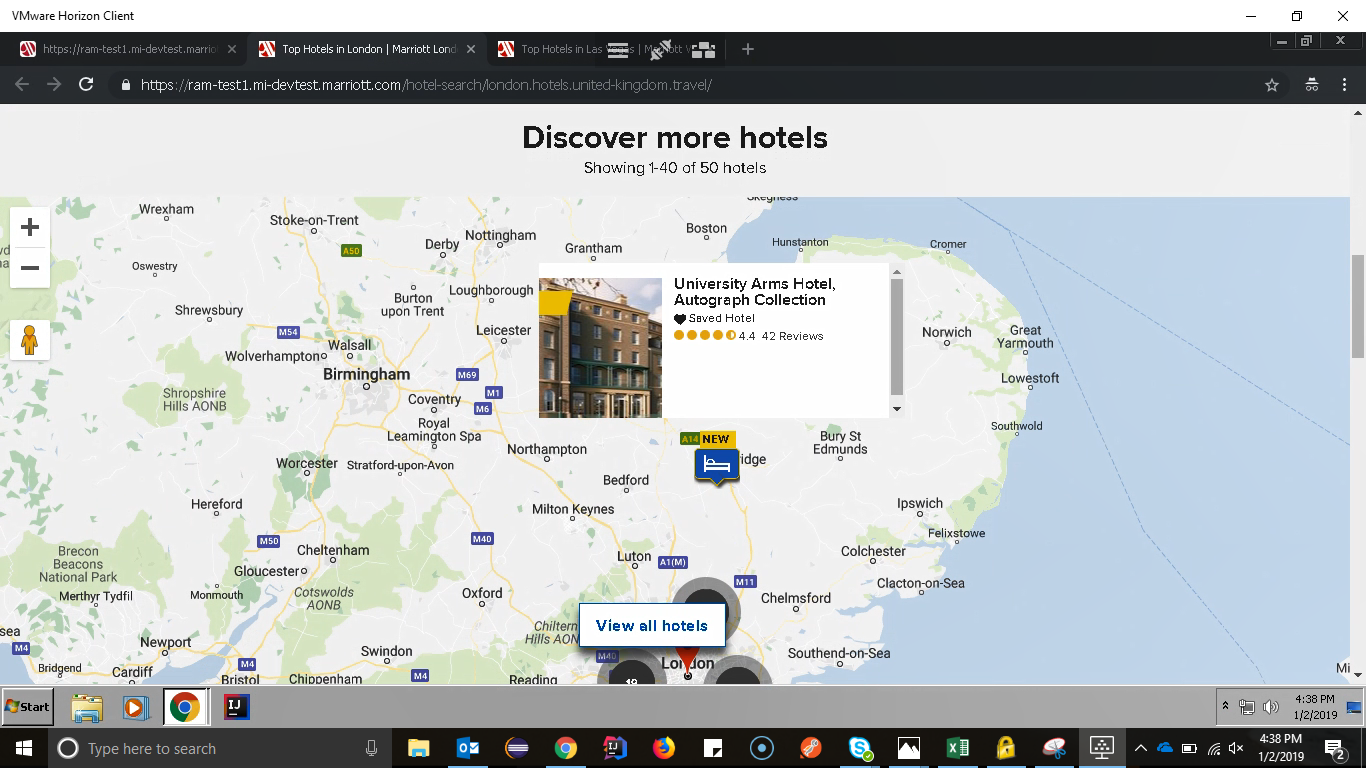 VMware Horizon Client
https://ram-test1.mi-devtest.marrio
Top Hotels in London | Marriott Lond
Top Hotels in Las Vegas | Marriott V
https://ram-test1.mi-devtest.marriott.com/hotel-search/london.hotels.united-kingdom.travel/
Discover more hotels
Showing 1-40 of 50 hotels
Skegness
Wrexham
Stoke-on-Trent
Boston
Nottingham
Derby
Grantham
Hunstanton
Cromer
A50
Oswestry
University Arms Hotel,
Autograph Collection
Saved Hotel
4.4 42 Reviews
Loughborough
Burton
upon Trent
Shrewsbury
Leicester
M54
Norwich
Great
Yarmouth
Walsall
Wolverhampton
Birmingham
M69
Lowestoft
Shropshire
Hills AONB
M1
Coventry
M6
Royal
Leamington Spa
Southwold
A14
NEW
Bury St
Edmunds
Northampton
ridge
Worcester
Stratford-upon-Avon
Bedford
Hereford
Milton Keynes
Ipswich
M50
M40
Felixstowe
Brecon
Beacons
National Park
Cheltenham
Luton
A1(M)
Colchester
Gloucester
M11
Clacton-on-Sea
Merthyr Tydfil
Monmouth
Cotswolds
AONB
Oxford
Chelmsford
View all hotels
Chiltern
Hills AONB
sea
M4
Newport
Swindon
M40
London
Southend-on-Sea
Bridgend
Cardiff
M4
Bristol
Chippenham
M4
Reading
19
Mi
Start
4:38 PM
1/2/2019
Type here to search
4:38 PM
1/2/2019
2